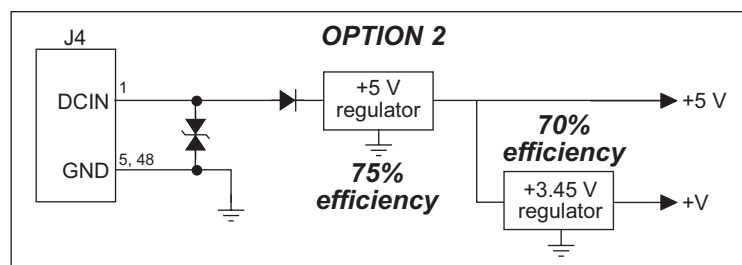 OPTION 2
J4
DCIN
1
GND
5, 48
+5 V
regulator
75%
efficiency
+5 V
70%
efficiency
+3.45 V
regulator
+V